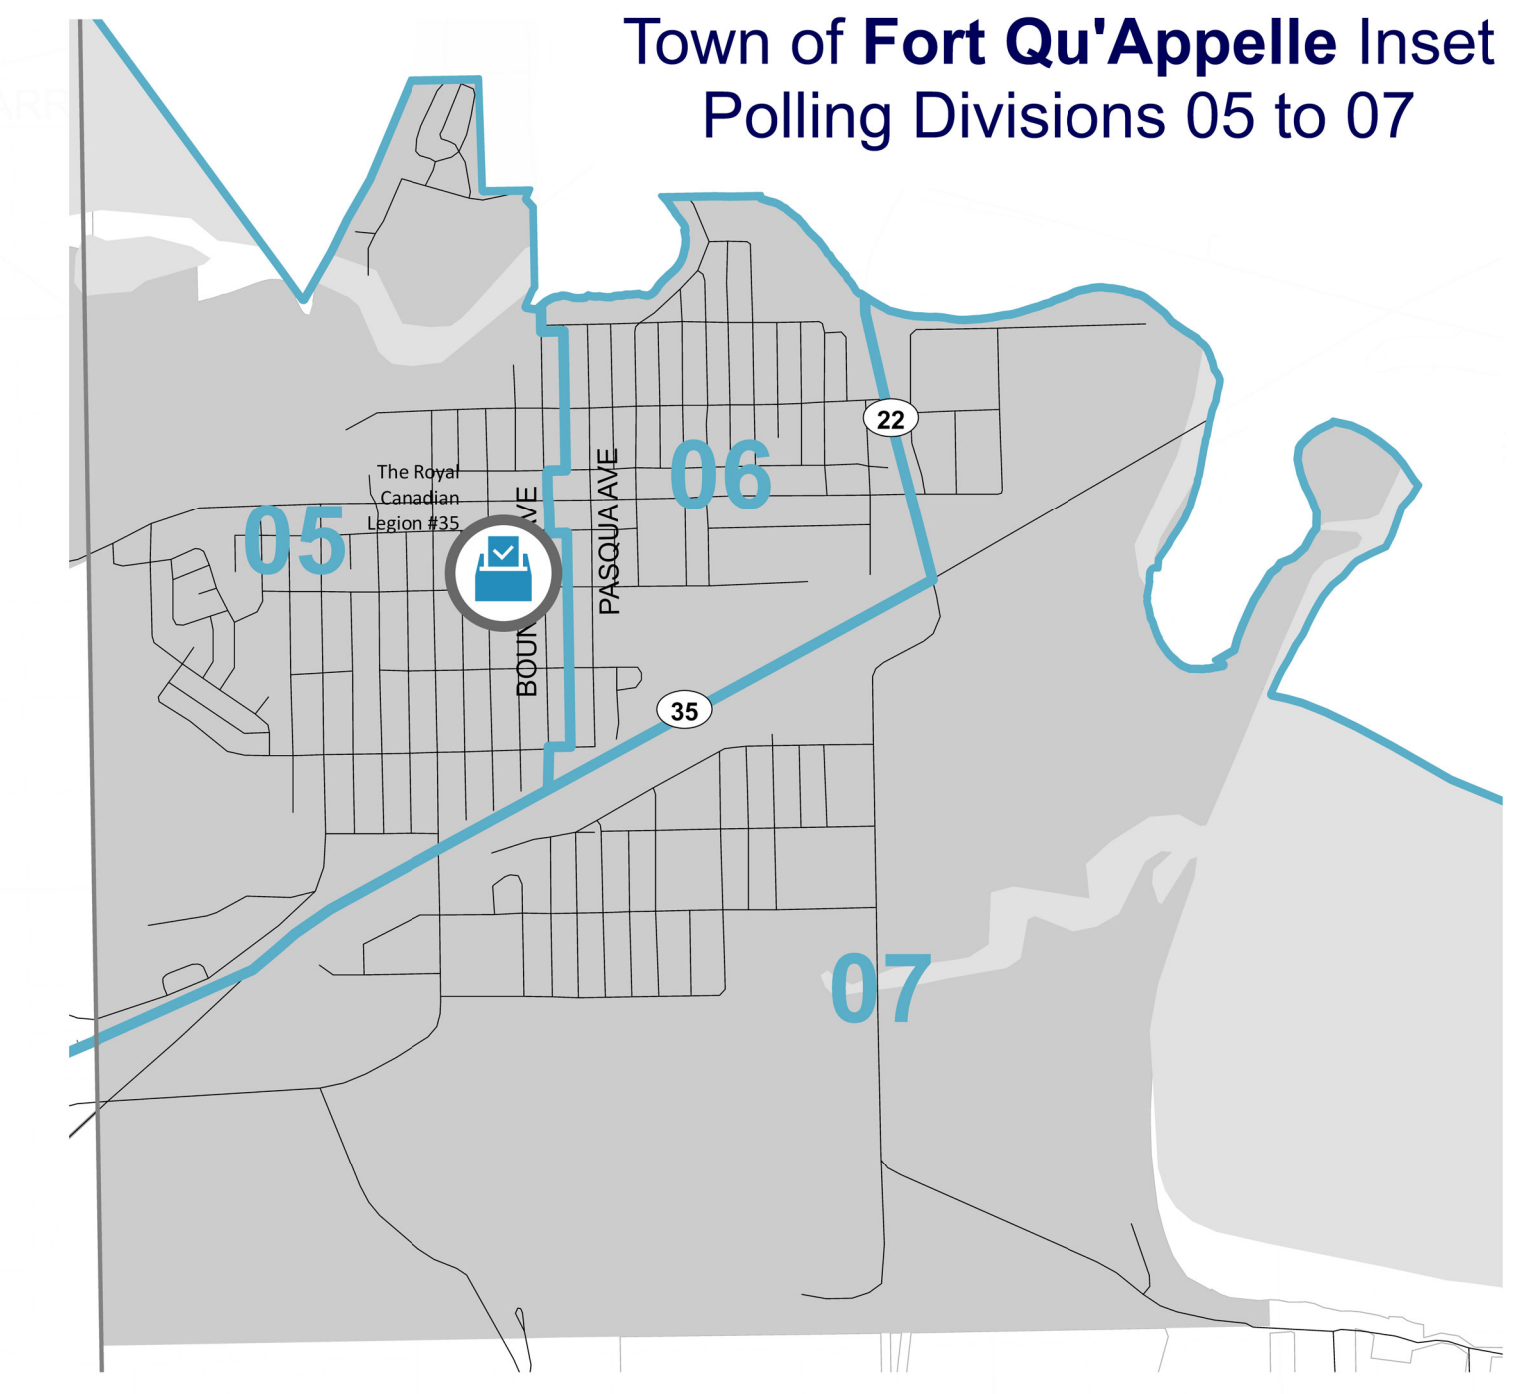 Town of Fort Qu'Appelle Inset
Polling Divisions 05 to 07
22
06
The Royal
Canadian
Legion #35
05
PASQUA AVE
35
07